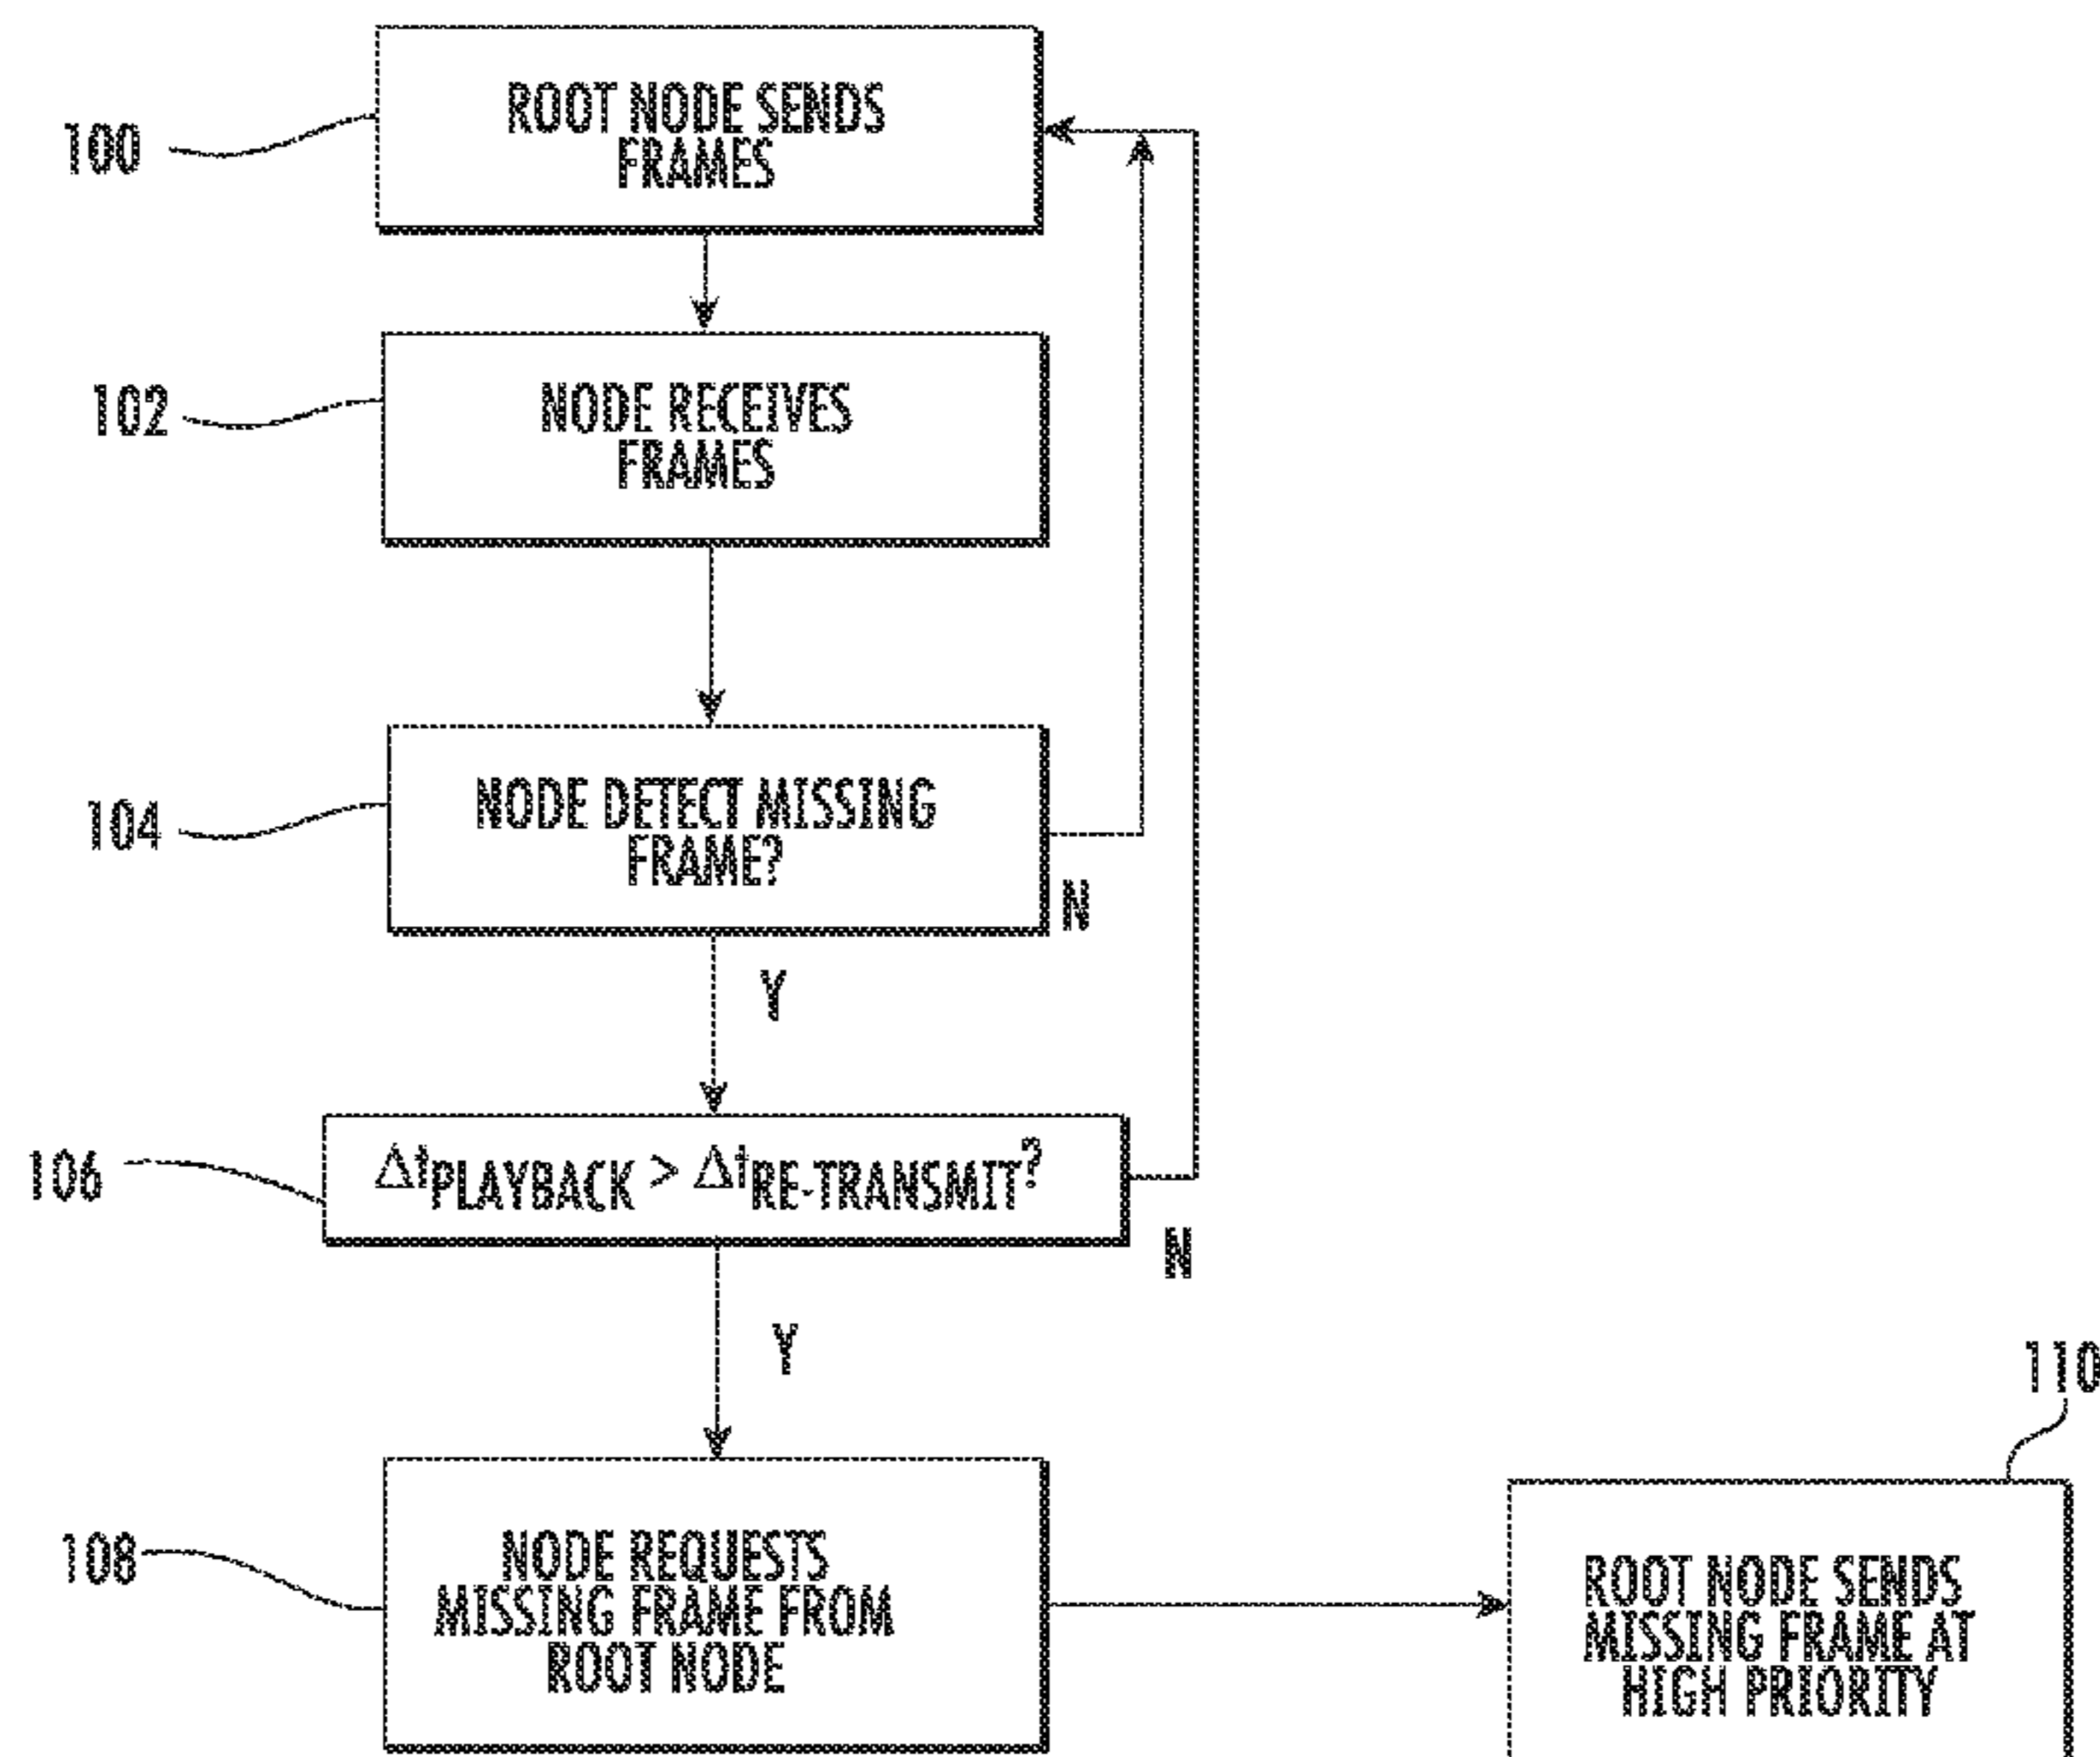 100
ROOT NODE SENDS
FRAMES
102
NODE RECEIVES
FRAMES
104
NODE DETECT MISSING
FRAME?
N
Y
106
ΔtPLAYBACK > ΔtRE-TRANSMIT?
N
Y
110
108
NODE REQUESTS
MISSING FRAME FROM
ROOT NODE
ROOT NODE SENDS
MISSING FRAME AT
HIGH PRIORITY